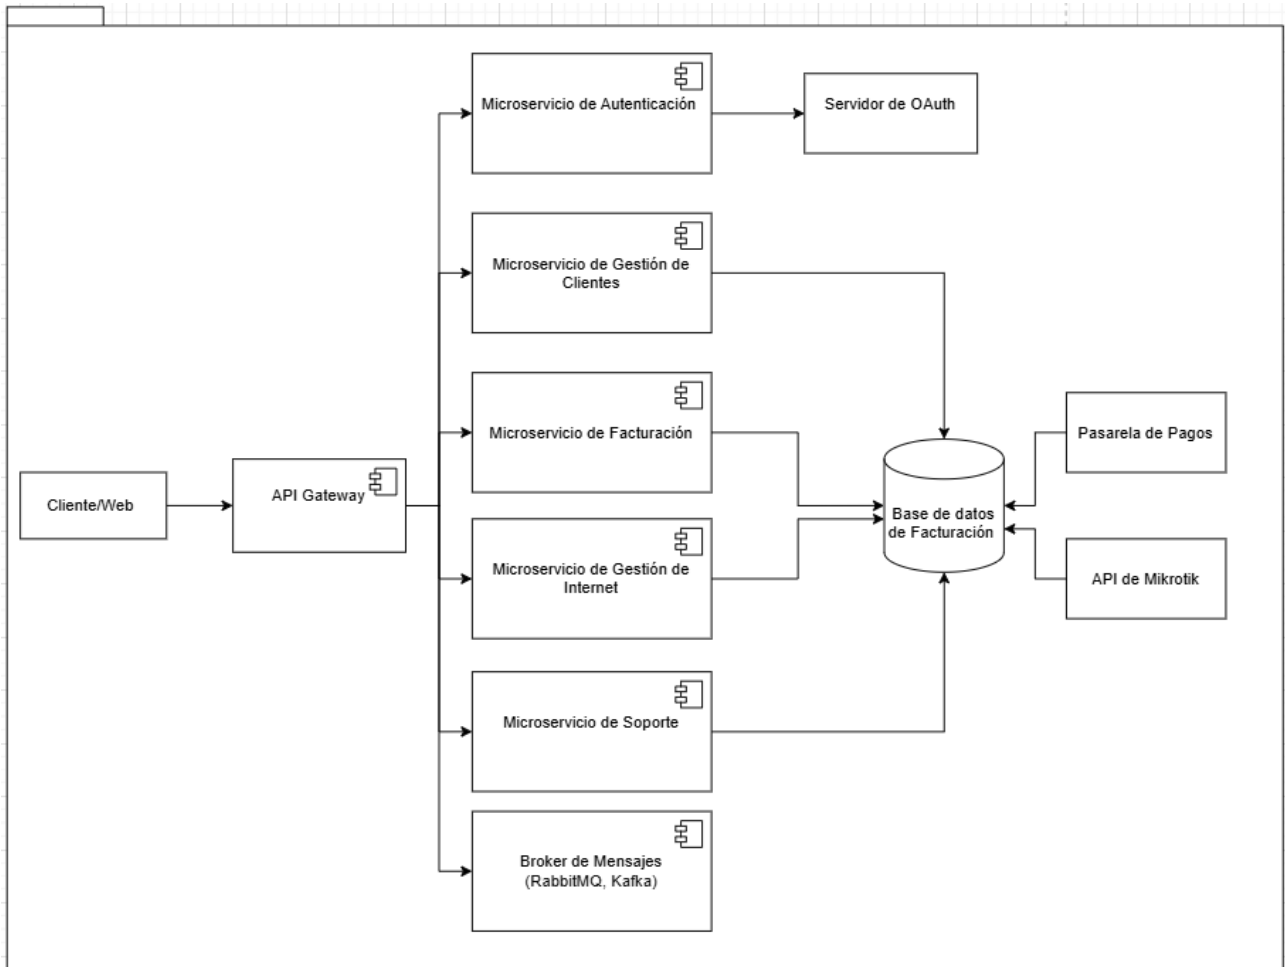 Microservicio de Autenticación
Servidor de OAuth
Microservicio de Gestión de
Clientes
Microservicio de Facturación
Pasarela de Pagos
Cliente/Web
API Gateway
Base de datos
de Facturación
Microservicio de Gestión de
Internet
API de Mikrotik
Microservicio de Soporte
Broker de Mensajes
(RabbitMQ, Kafka)